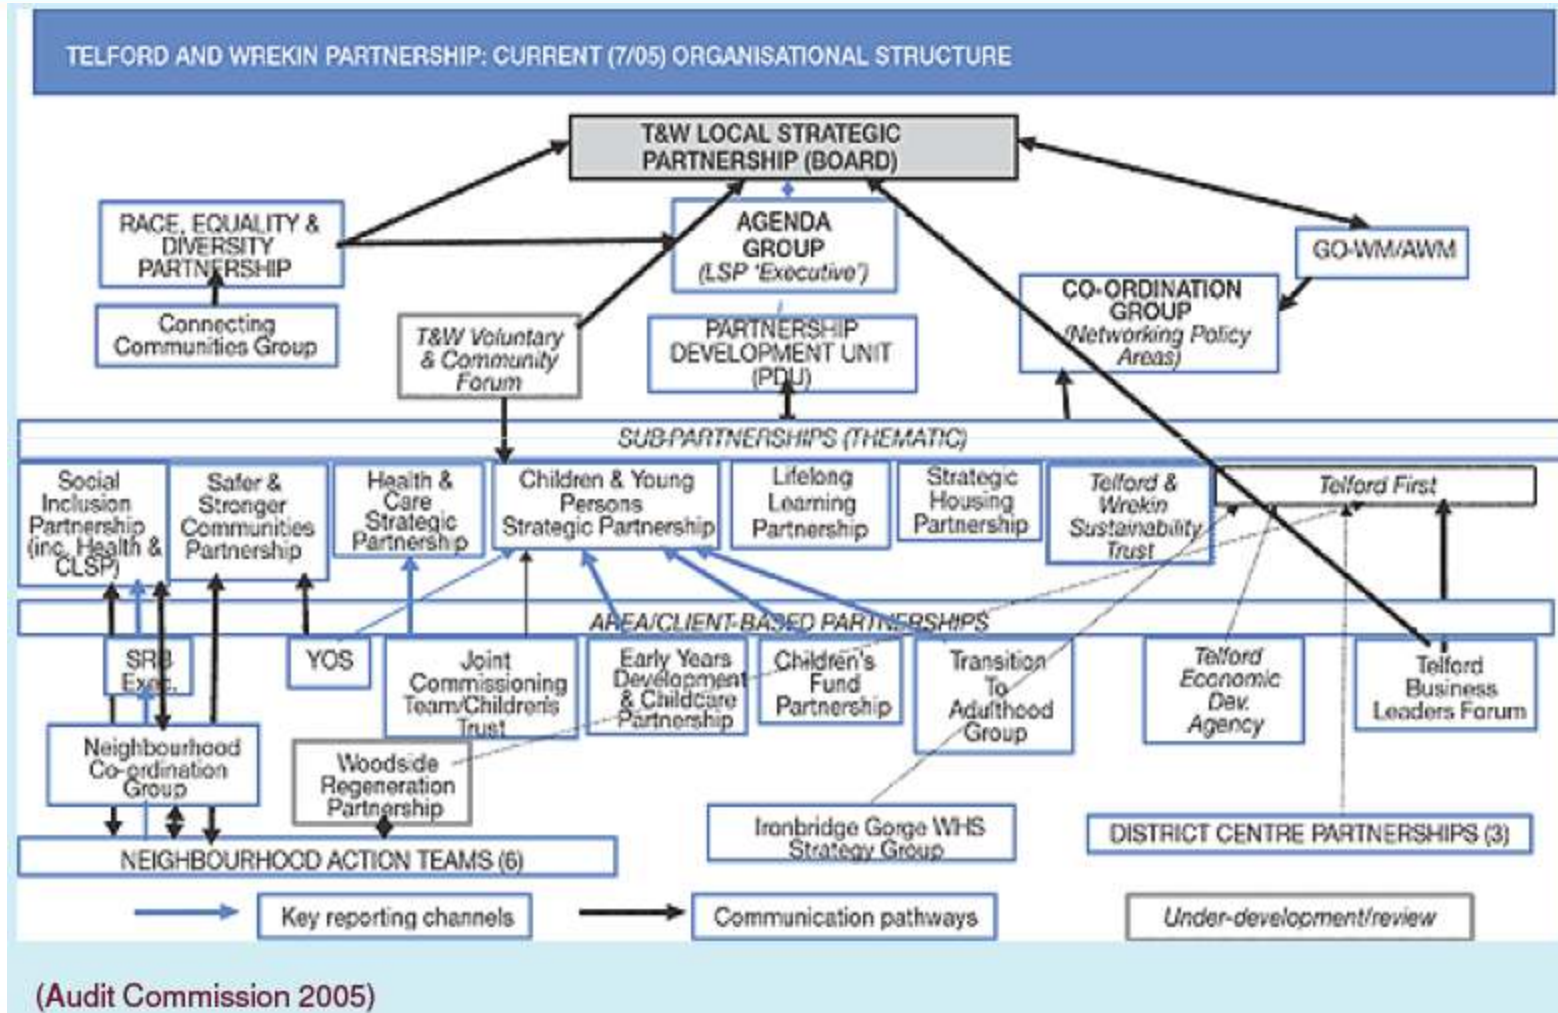 TELFORD AND WREKIN PARTNERSHIP: CURRENT (7/05) ORGANISATIONAL STRUCTURE
T&W LOCAL STRATEGIC
PARTNERSHIP (BOARD)
RACE, EQUALITY &
DIVERSITY
PARTNERSHIP
AGENDA
GROUP
(LSP 'Executive')
GO-WM/AWM
CO-ORDINATION
GROUP
(Networking Policy
Areas)
Connecting
Communities Group
T&W Voluntary
& Community
Forum
PARTNERSHIP
DEVELOPMENT UNIT
(PDU)
SUB-PARTNERSHIPS (THEMATIC)
Social
Inclusion
Partnership
(inc. Health &
CLSP)
Safer &
Stronger
Communities
Partnership
Health &
Care
Strategic
Partnership
Children & Young
Persons
Strategic Partnership
Lifelong
Learning
Partnership
Strategic
Housing
Partnership
Telford &
Wrekin
Sustainability
Trust
Telford First
AREA/CLIENT-BASED PARTNERSHIPS
SRB
Exec.
YOS
Joint
Commissioning
Team/Children's
Trust
Early Years
Development
& Childcare
Partnership
Children's
Fund
Partnership
Transition
To
Adulthood
Group
Telford
Economic
Dev.
Agency
Telford
Business
Leaders Forum
Neighbourhood
Co-ordination
Group
Woodside
Regeneration
Partnership
Ironbridge Gorge WHS
Strategy Group
DISTRICT CENTRE PARTNERSHIPS (3)
NEIGHBOURHOOD ACTION TEAMS (6)
Key reporting channels
Communication pathways
Under-development/review
(Audit Commission 2005)